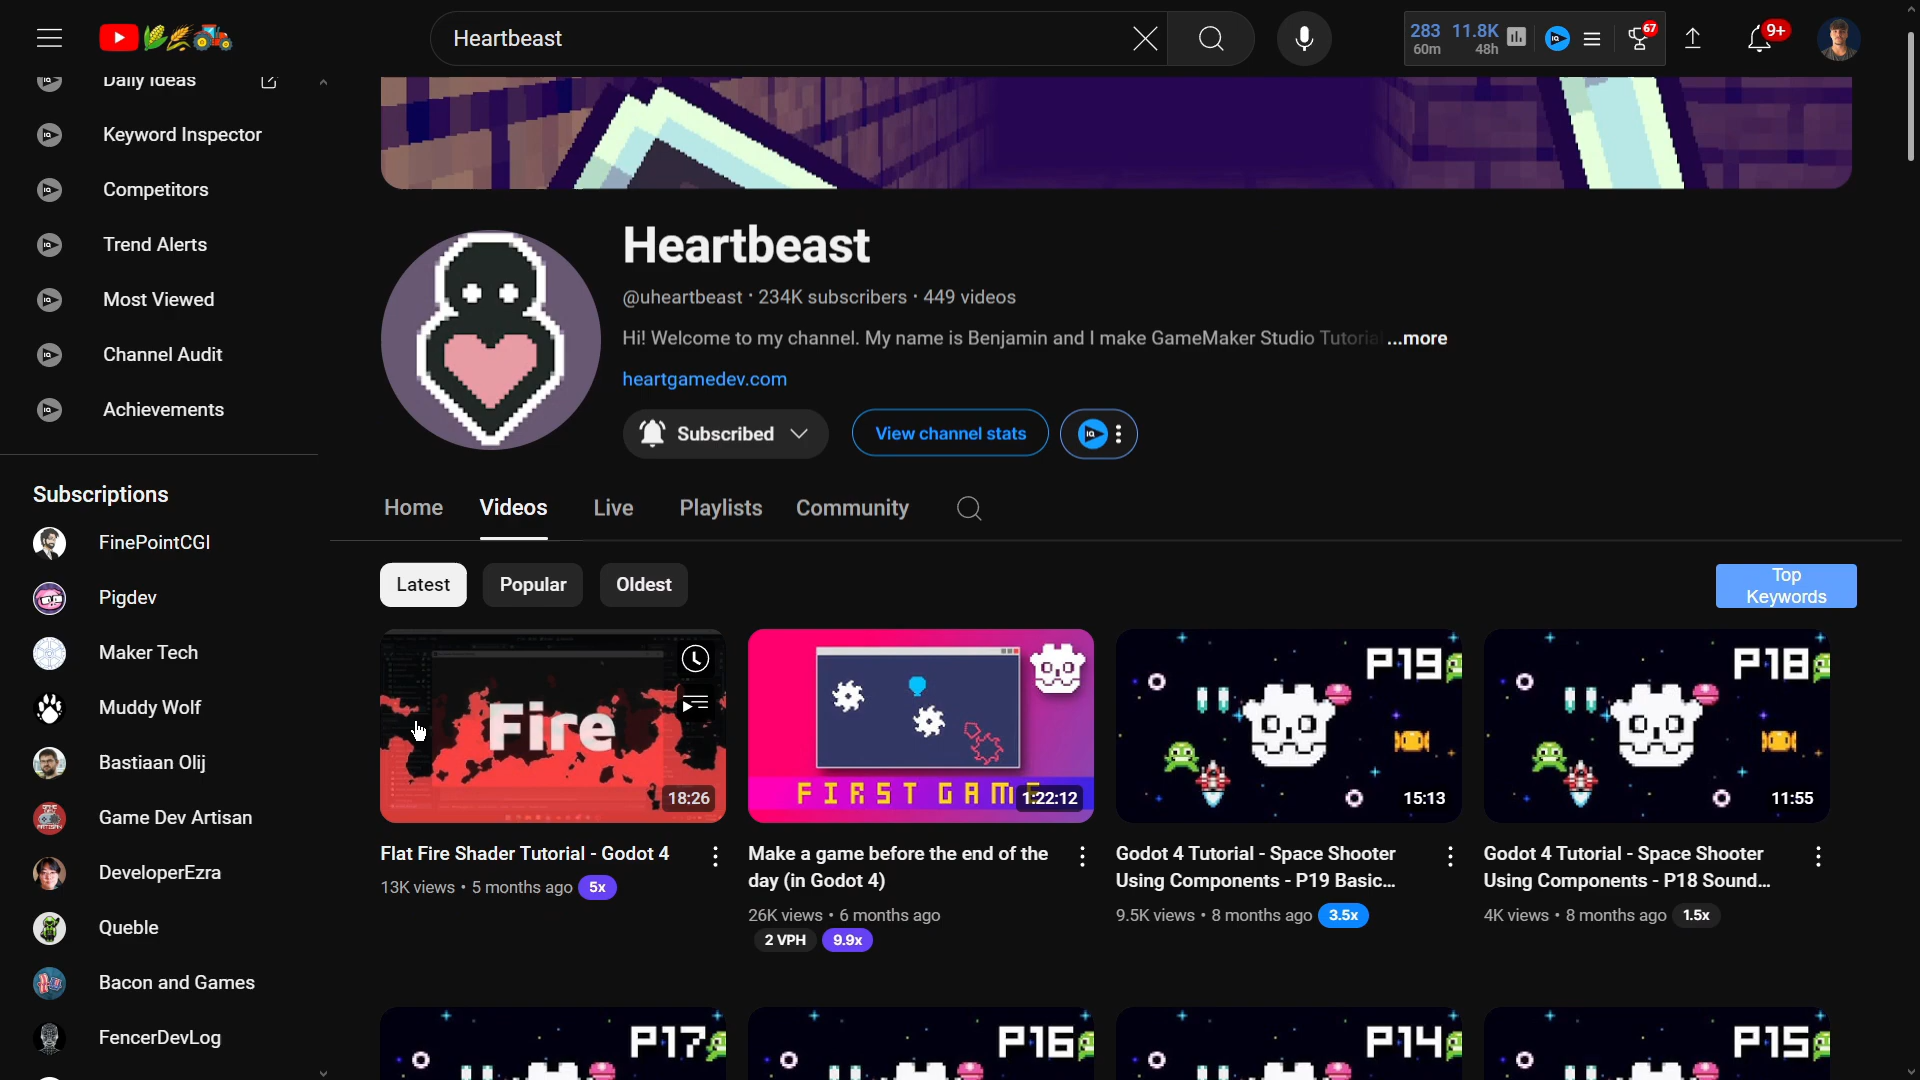 Heartbeast
283 11.8K
60m 48h
67
9+
Daily Ideas
Keyword Inspector
Competitors
Trend Alerts
Most Viewed
Channel Audit
Achievements
Subscriptions
FinePointCGI
Pigdev
Maker Tech
Muddy Wolf
Bastiaan Olij
Game Dev Artisan
DeveloperEzra
Queble
Bacon and Games
FencerDevLog
Heartbeast
@uheartbeast · 234K subscribers · 449 videos
Hi! Welcome to my channel. My name is Benjamin and I make GameMaker Studio Tutoria ...more
heartgamedev.com
Subscribed
View channel stats
Home Videos Live Playlists Community
Latest Popular Oldest
Top
Keywords
Fire
18:26
Flat Fire Shader Tutorial - Godot 4
13K views • 5 months ago 5x
FIRST GAME
1:22:12
Make a game before the end of the
day (in Godot 4)
26K views • 6 months ago
2 VPH 9.9x
P19
15:13
Godot 4 Tutorial - Space Shooter
Using Components - P19 Basic...
9.5K views • 8 months ago 3.5x
P18
11:55
Godot 4 Tutorial - Space Shooter
Using Components - P18 Sound...
4K views • 8 months ago 1.5x
P17
P16
P14
P15